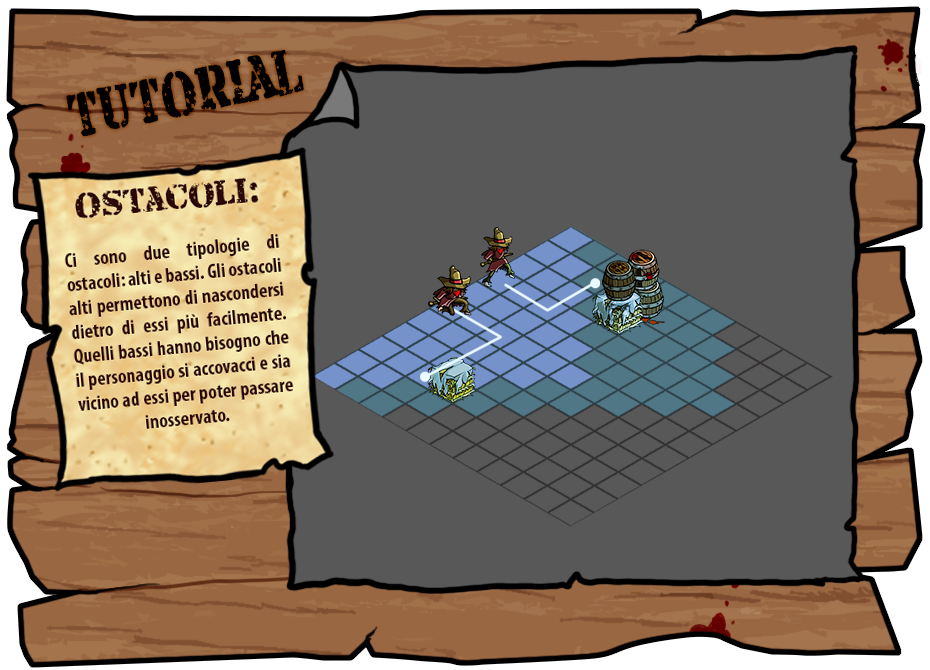 TUTORIAL
OSTACOLI:
Ci sono due tipologie di
ostacoli: alti e bassi. Gli ostacoli
alti permettono di nascondersi
dietro di essi più facilmente.
Quelli bassi hanno bisogno che
il personaggio si accovacci e sia
vicino ad essi per poter passare
inosservato.